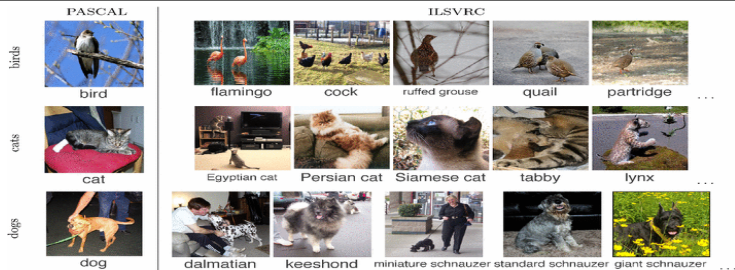 PASCAL ILSVRC
birds
bird flamingo cock ruffed grouse quail partridge ...
cats
cat Egyptian cat Persian cat Siamese cat tabby lynx ...
dogs
dog dalmatian keeshond miniature schnauzer standard schnauzer giant schnauzer ...